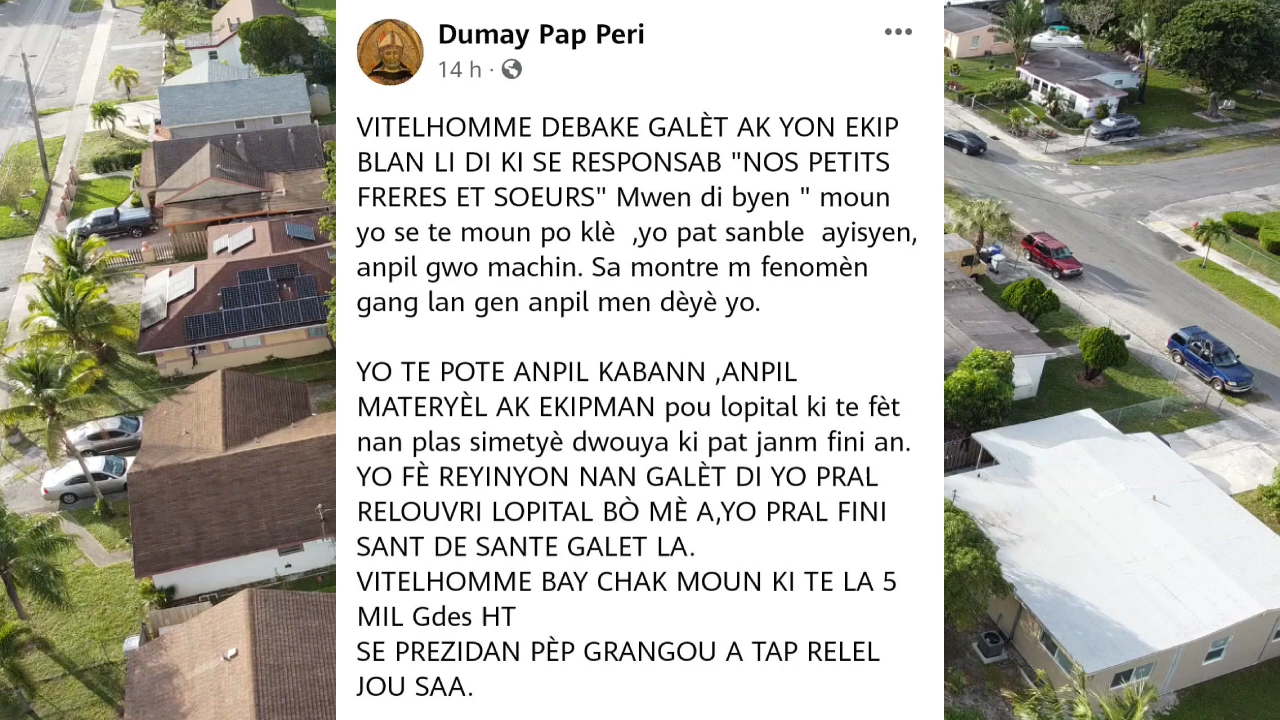 Dumay Pap Peri
14 h ·
VITELHOMME DEBAKE GALÈT AK YON EKIP
BLAN LI DI KI SE RESPONSAB "NOS PETITS
FRERES ET SOEURS" Mwen di byen " moun
yo se te moun po klè ,yo pat sanble ayisyen,
anpil gwo machin. Sa montre m fenomèn
gang lan gen anpil men dèyè yo.
YO TE POTE ANPIL KABANN ,ANPIL
MATERYÈL AK EKIPMAN pou lopital ki te fèt
nan plas simetyè dwouya ki pat janm fini an.
YO FÈ REYINYON NAN GALÈT DI YO PRAL
RELOUVRI LOPITAL BÒ MÈ A,YO PRAL FINI
SANT DE SANTE GALET LA.
VITELHOMME BAY CHAK MOUN KI TE LA 5
MIL Gdes HT
SE PREZIDAN PÈP GRANGOU A TAP RELEL
JOU SAA.